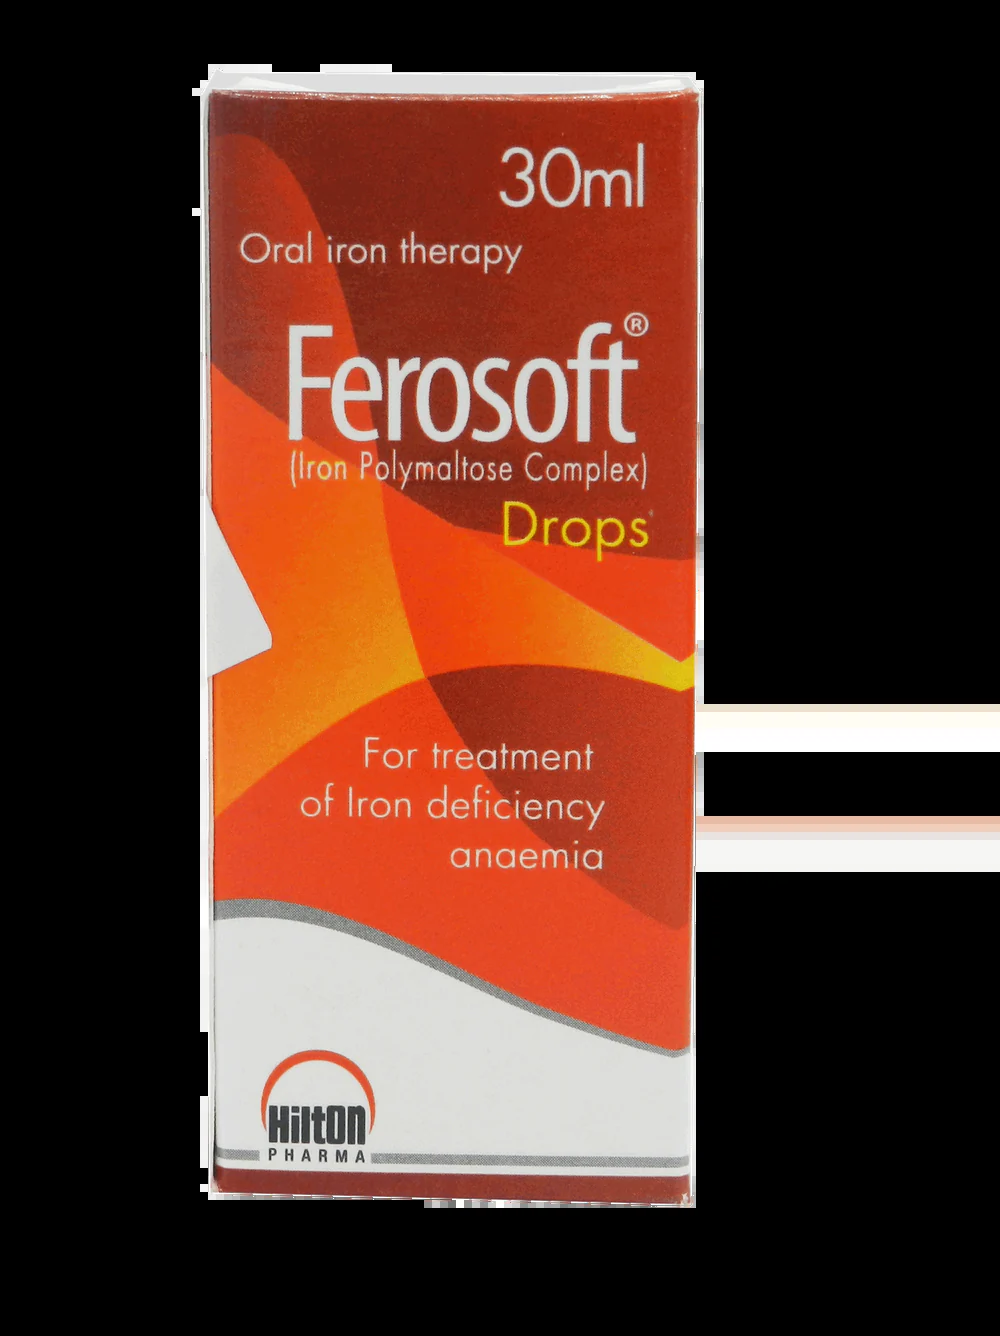 30ml
Oral iron therapy
Ferosoft®
(Iron Polymaltose Complex)
Drops
For treatment
of Iron deficiency
anaemia
HiltOn
PHARMA